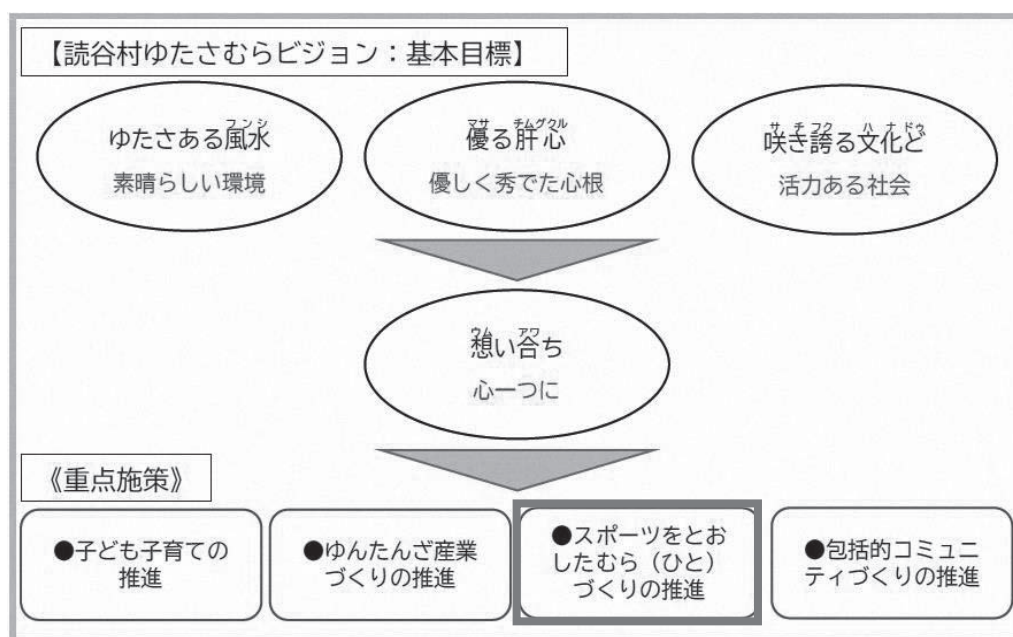 【読谷村ゆたさむらビジョン：基本目標】
ゆたさある風水
フンシ
素晴らしい環境
優る肝心
マサ チムグクル
優しく秀でた心根
咲き誇る文化ど
サチフク ハナドゥ
活力ある社会
想い合ち
ウム アワ
心一つに
《重点施策》
●子ども子育ての
推進
●ゆんたんざ産業
づくりの推進
●スポーツをとお
したむら（ひと）
づくりの推進
●包括的コミュニ
ティづくりの推進